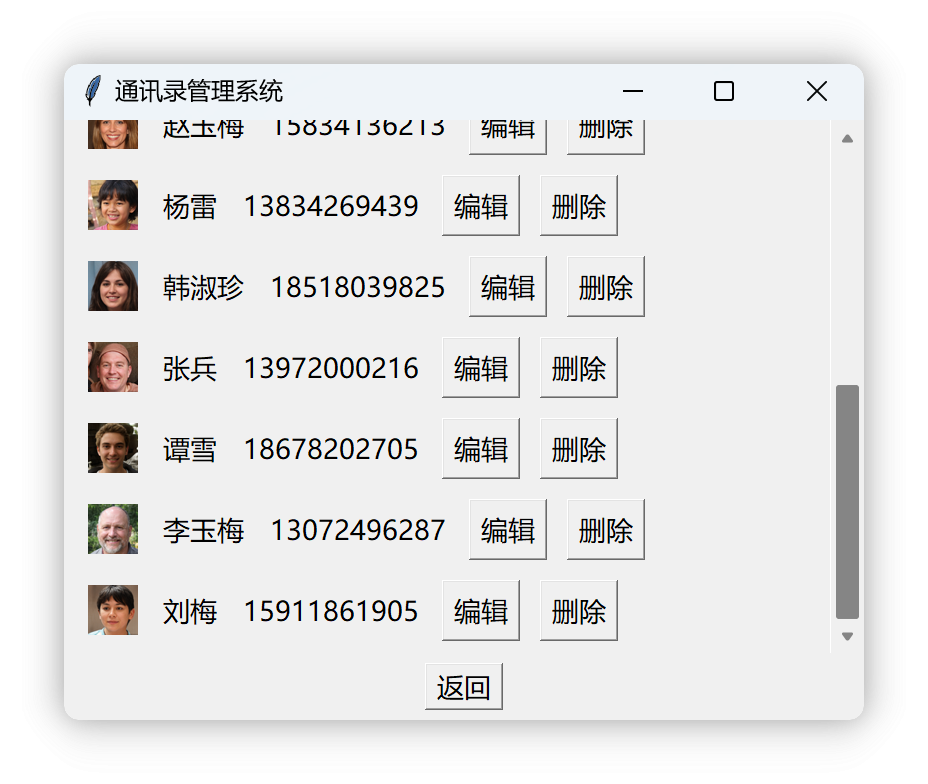 通讯录管理系统
赵玉梅 15834136213 编辑 删除
杨雷 13834269439 编辑 删除
韩淑珍 18518039825 编辑 删除
张兵 13972000216 编辑 删除
谭雪 18678202705 编辑 删除
李玉梅 13072496287 编辑 删除
刘梅 15911861905 编辑 删除
返回